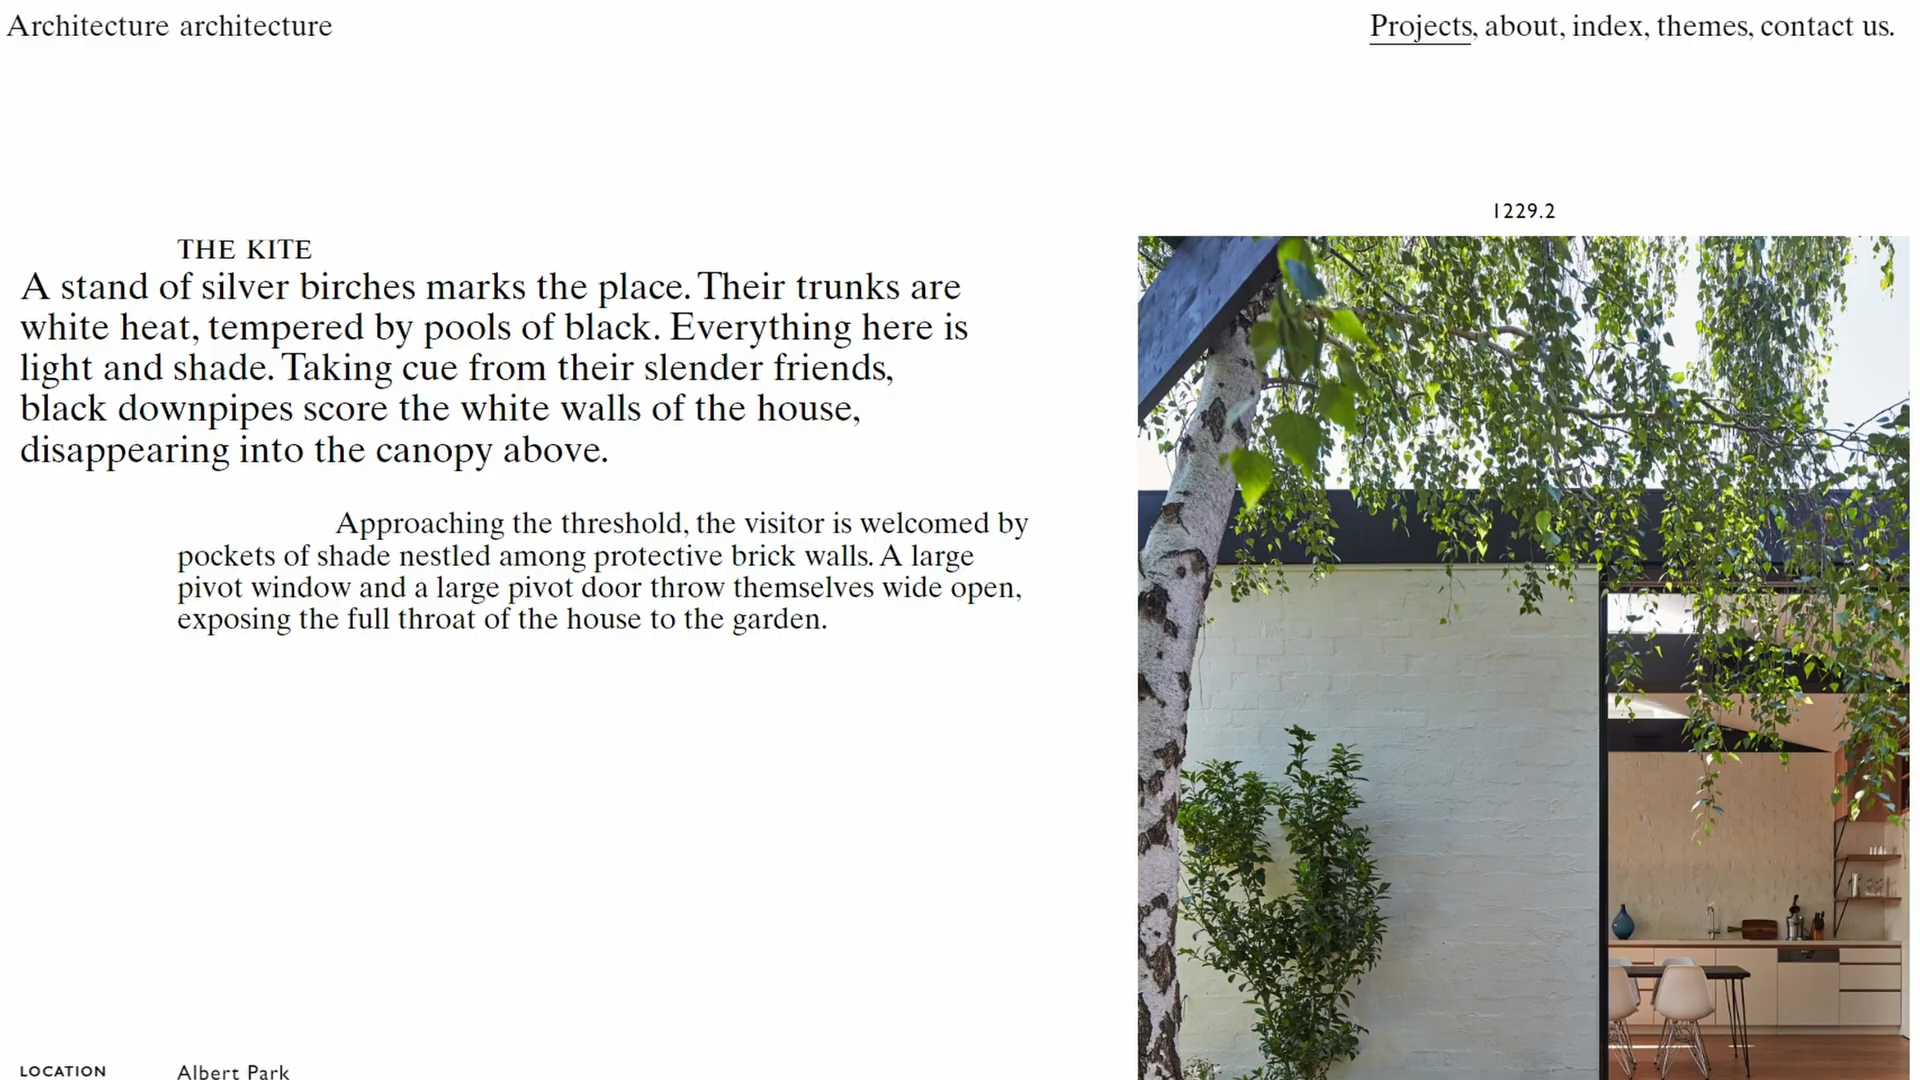 Architecture architecture
Projects, about, index, themes, contact us.
1229.2
THE KITE
A stand of silver birches marks the place. Their trunks are
white heat, tempered by pools of black. Everything here is
light and shade. Taking cue from their slender friends,
black downpipes score the white walls of the house,
disappearing into the canopy above.
Approaching the threshold, the visitor is welcomed by
pockets of shade nestled among protective brick walls. A large
pivot window and a large pivot door throw themselves wide open,
exposing the full throat of the house to the garden.
LOCATION Albert Park